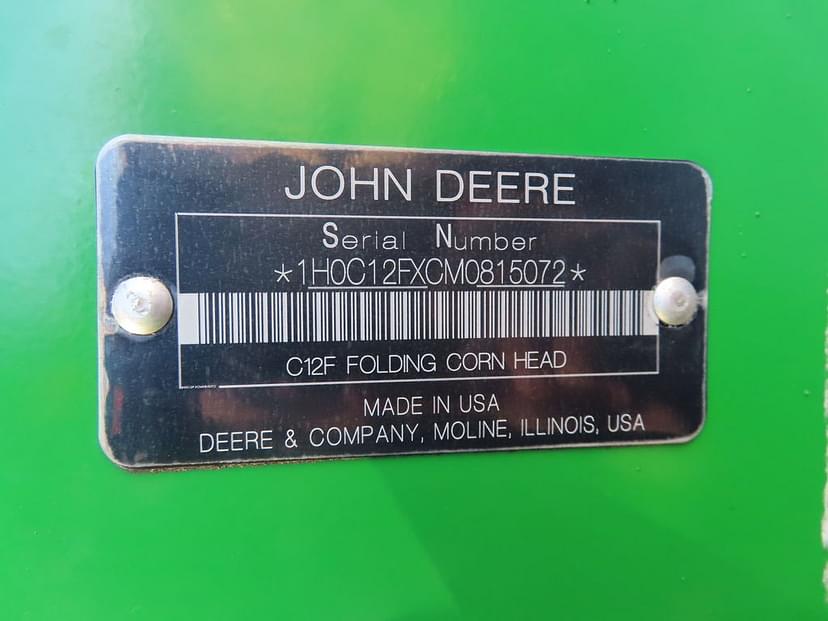 JOHN DEERE
Serial Number
*1H0C12FXCM0815072*
C12F FOLDING CORN HEAD
MADE IN USA
DEERE & COMPANY, MOLINE, ILLINOIS, USA